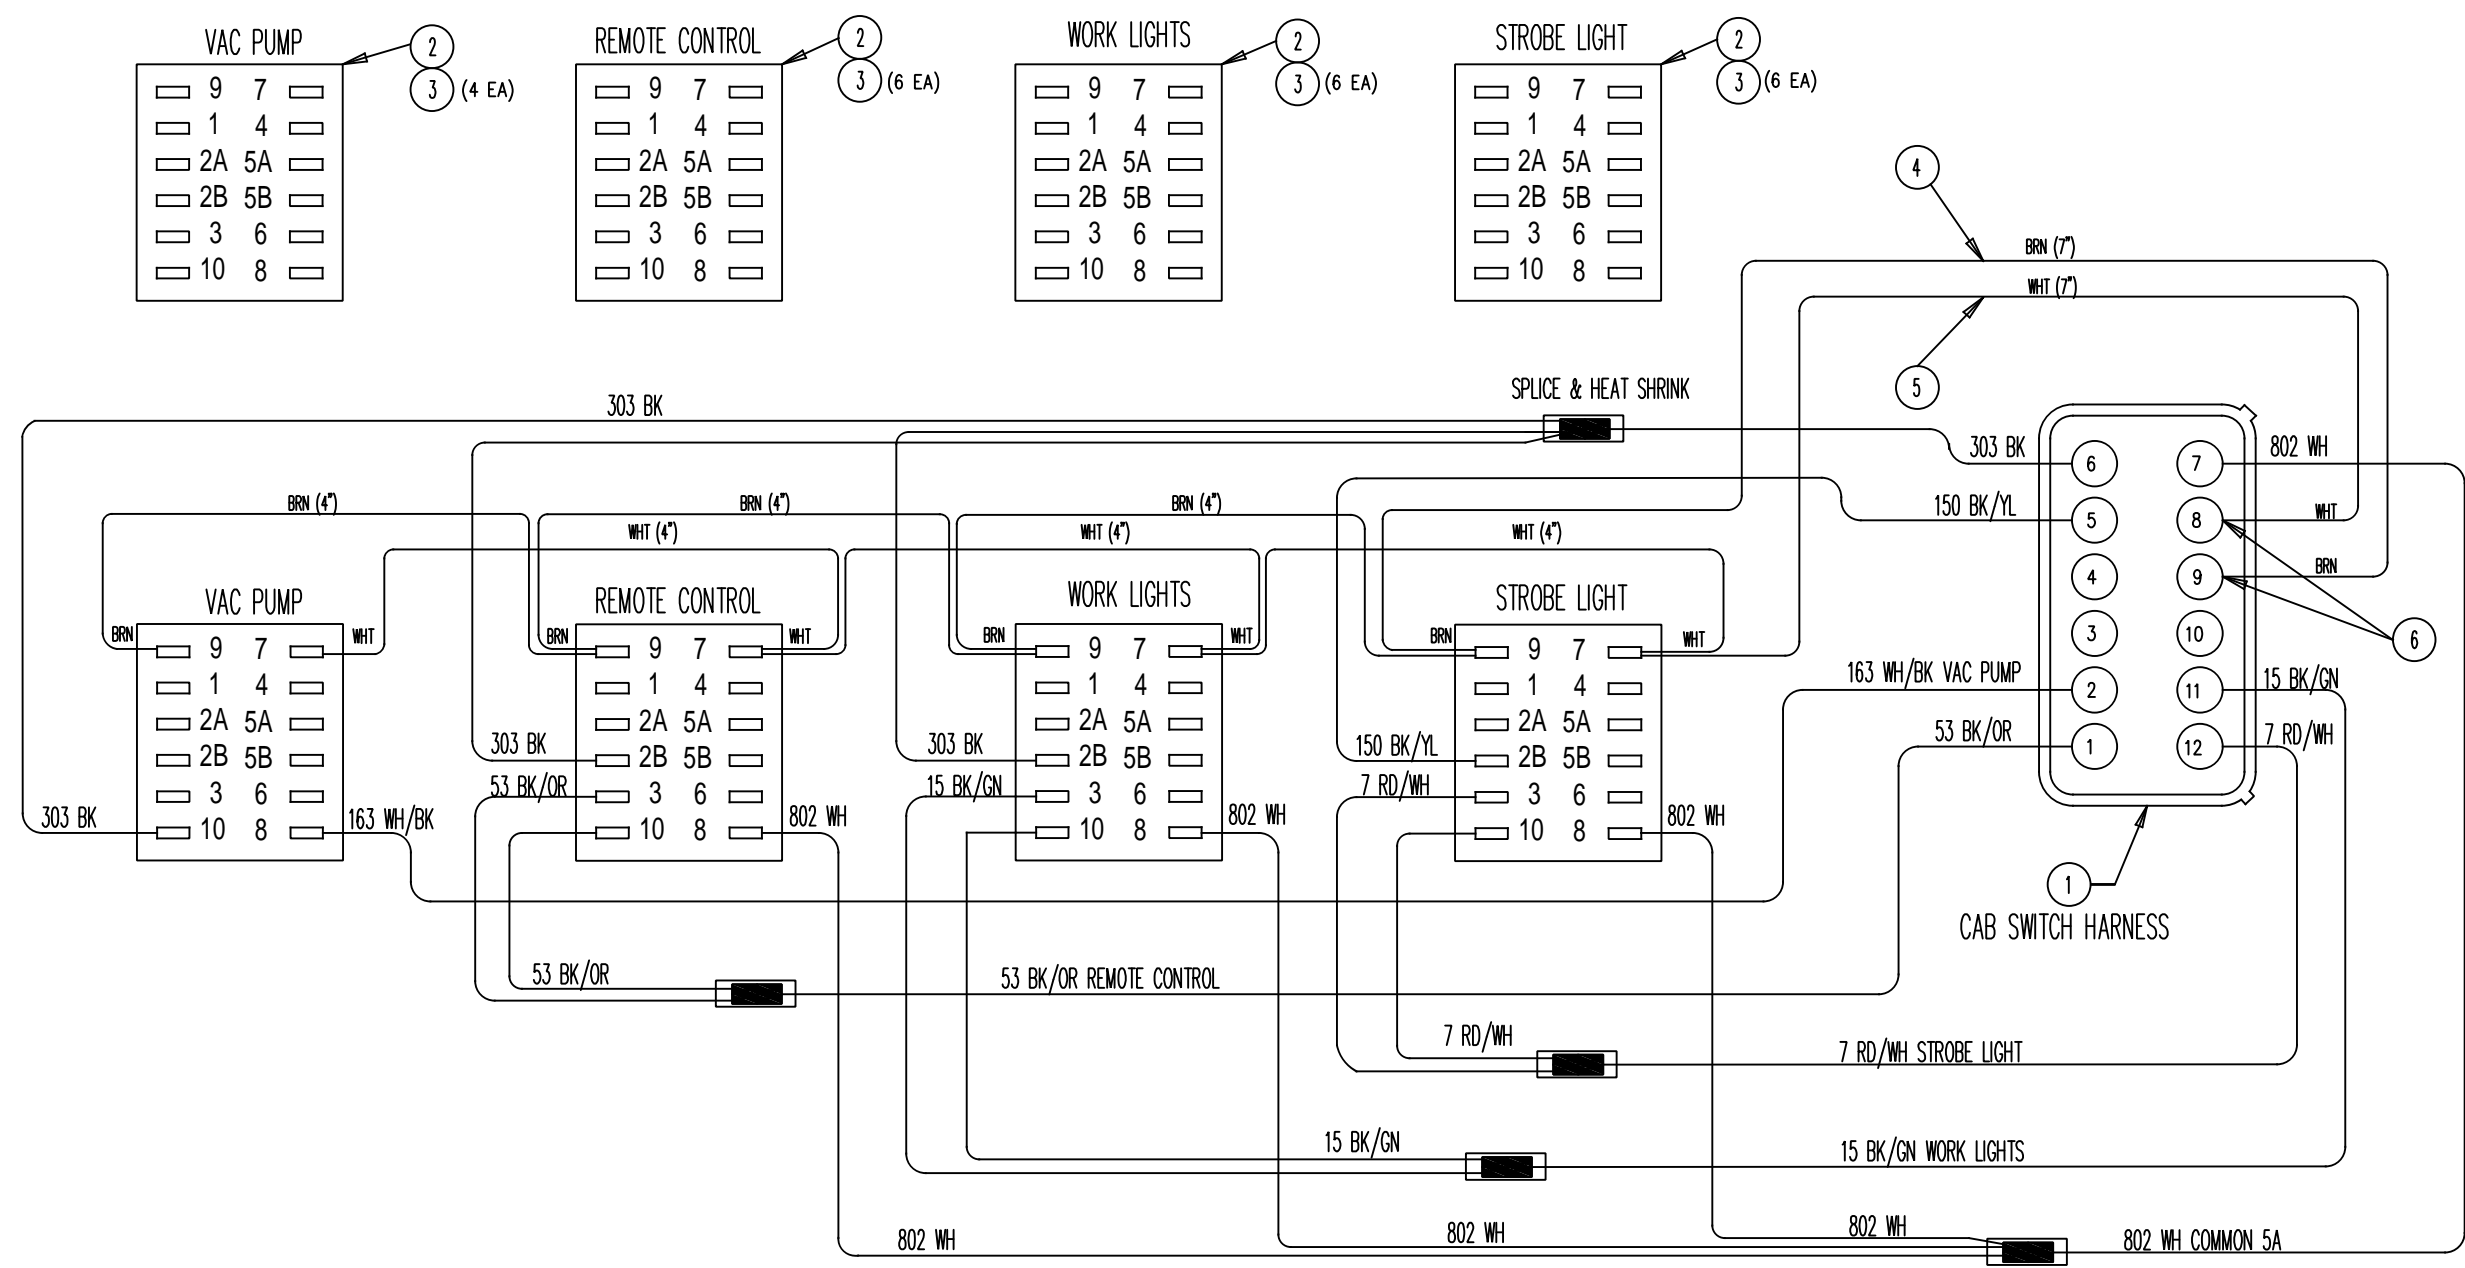 VAC PUMP
9 7
1 4
2A 5A
2B 5B
3 6
10 8
2
3 (4 EA)
REMOTE CONTROL
9 7
1 4
2A 5A
2B 5B
3 6
10 8
2
3 (6 EA)
WORK LIGHTS
9 7
1 4
2A 5A
2B 5B
3 6
10 8
2
3 (6 EA)
STROBE LIGHT
9 7
1 4
2A 5A
2B 5B
3 6
10 8
2
3 (6 EA)
4
BRN (7")
WHT (7")
5
SPLICE & HEAT SHRINK
303 BK
303 BK
150 BK/YL
163 WH/BK VAC PUMP
53 BK/OR
6 7
5 8
4 9
3 10
2 11
1 12
802 WH
WHT
BRN
6
15 BK/GN
7 RD/WH
1
CAB SWITCH HARNESS
BRN (4")
WHT (4")
BRN (4")
WHT (4")
BRN (4")
WHT (4")
VAC PUMP
BRN
WHT
9 7
1 4
2A 5A
2B 5B
3 6
10 8
303 BK
163 WH/BK
REMOTE CONTROL
BRN
WHT
9 7
1 4
2A 5A
2B 5B
3 6
10 8
303 BK
53 BK/OR
802 WH
WORK LIGHTS
BRN
WHT
9 7
1 4
2A 5A
2B 5B
3 6
10 8
303 BK
15 BK/GN
802 WH
STROBE LIGHT
BRN
WHT
9 7
1 4
2A 5A
2B 5B
3 6
10 8
150 BK/YL
7 RD/WH
802 WH
53 BK/OR
53 BK/OR REMOTE CONTROL
7 RD/WH
7 RD/WH STROBE LIGHT
15 BK/GN
15 BK/GN WORK LIGHTS
802 WH
802 WH
802 WH
802 WH COMMON 5A